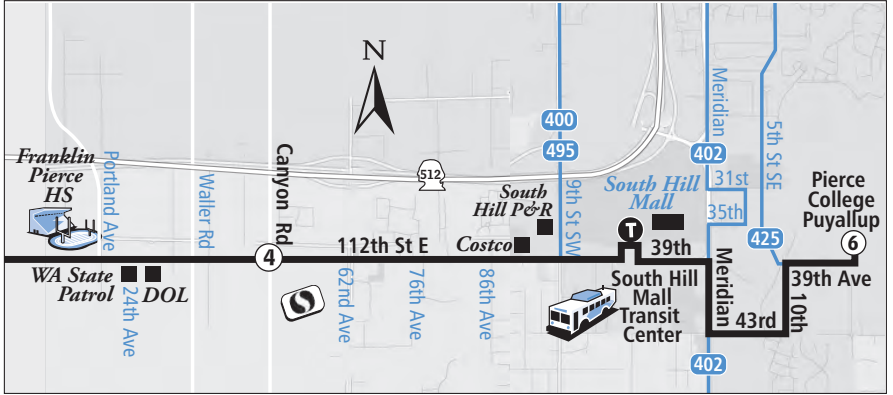 N
400
495
Meridian
5th St SE
402
Franklin
Pierce
HS
Portland Ave
Waller Rd
Canyon Rd
512
South
Hill P&R
9th St SW
South Hill
Mall
31st
35th
Pierce
College
Puyallup
6
425
T
Costco
112th St E
4
39th
39th Ave
WA State
Patrol
DOL
24th Ave
S
62nd Ave
76th Ave
86th Ave
South Hill
Mall
Transit
Center
Meridian
43rd
10th
402